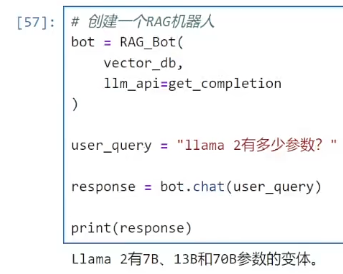 [57]: # 创建一个RAG机器人
bot = RAG_Bot(
    vector_db,
    llm_api=get_completion
)
user_query = "llama 2有多少参数？"
response = bot.chat(user_query)
print(response)
Llama 2有7B、13B和70B参数的变体。